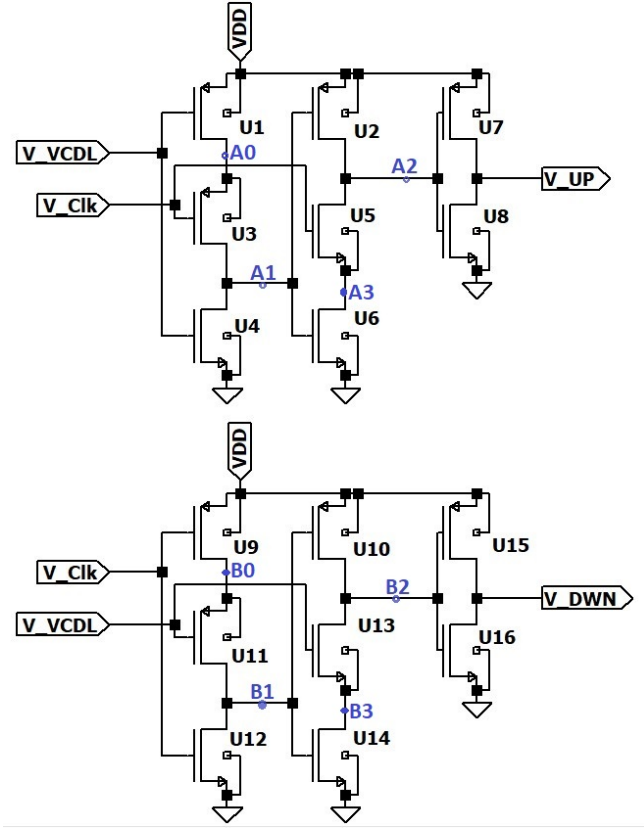 VDD
U1
U2
U7
V_VCDL
A0
A2
V_UP
V_Clk
U3
U5
U8
A1
A3
U4
U6
VDD
U9
U10
U15
V_Clk
B0
B2
V_DWN
V_VCDL
U11
U13
U16
B1
B3
U12
U14